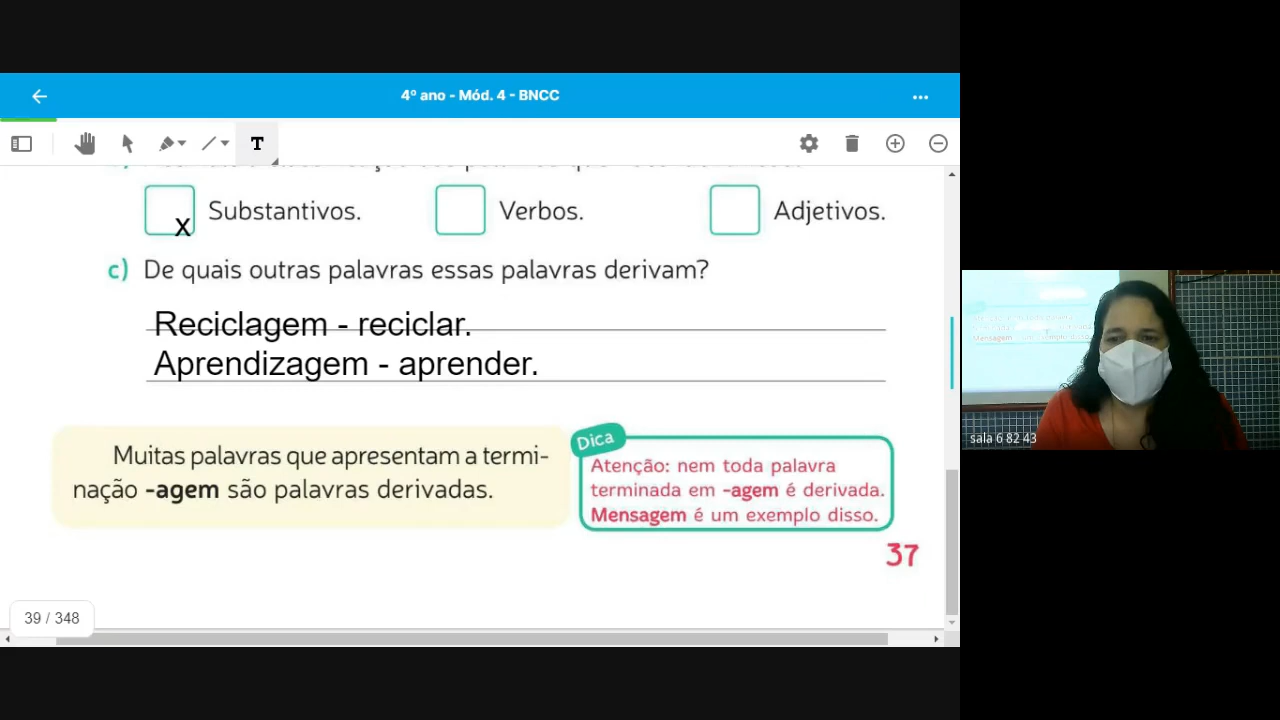 4º ano - Mód. 4 - BNCC
T
x Substantivos. Verbos. Adjetivos.
c) De quais outras palavras essas palavras derivam?
Reciclagem - reciclar.
Aprendizagem - aprender.
Muitas palavras que apresentam a termi-
nação -agem são palavras derivadas.
Dica
Atenção: nem toda palavra
terminada em -agem é derivada.
Mensagem é um exemplo disso.
37
39 / 348
sala 6 82 43